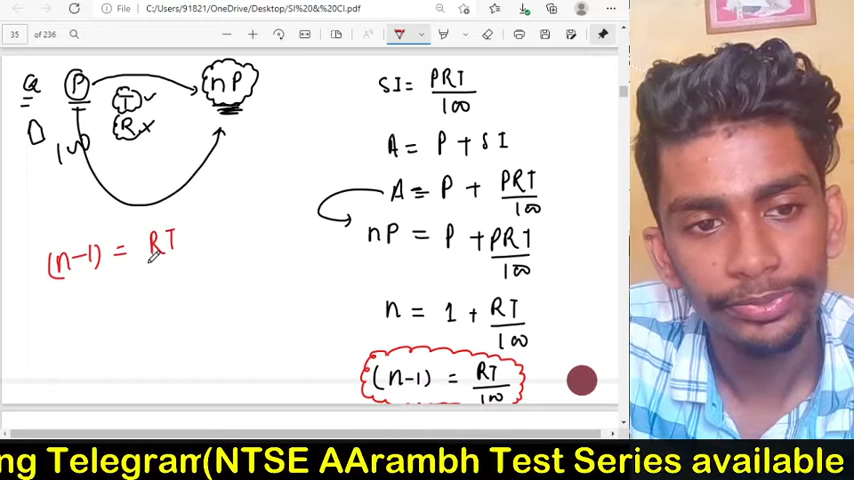 File
C:/Users/91821/OneDrive/Desktop/SI%20&%20CI.pdf
35 of 236
Q P nP
T
R
100
SI = PRT/100
A = P + SI
A = P + PRT/100
nP = P + PRT/100
n = 1 + RT/100
(n-1) = RT/100
(n-1) = RT
ng Telegram(NTSE AArambh Test Series available